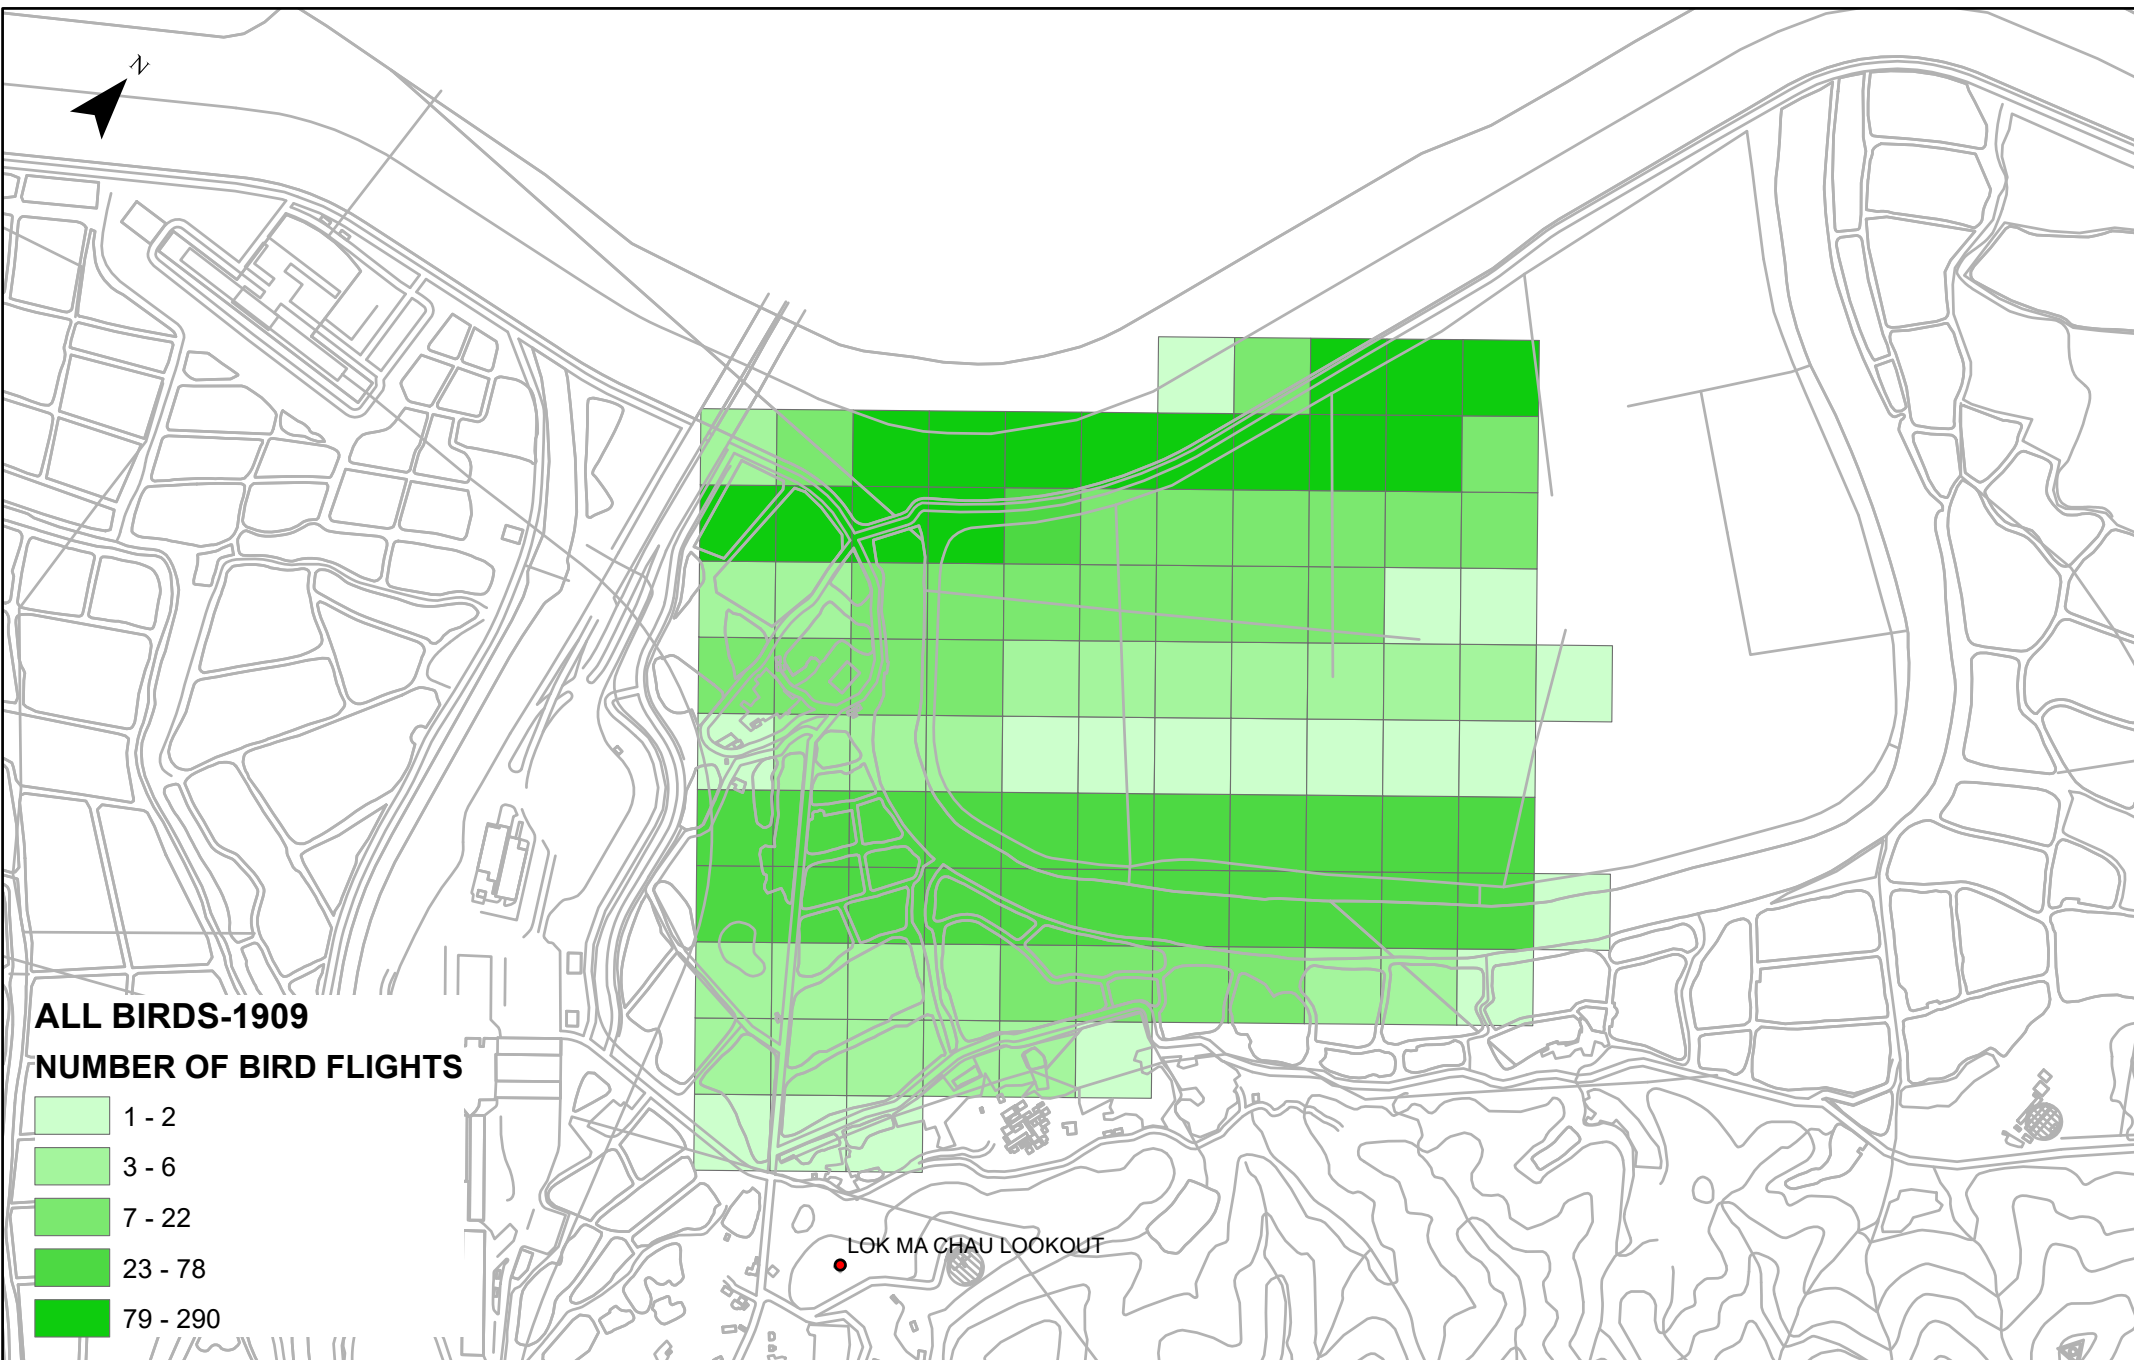 N
ALL BIRDS-1909
NUMBER OF BIRD FLIGHTS
1 - 2
3 - 6
7 - 22
23 - 78
79 - 290
LOK MA CHAU LOOKOUT